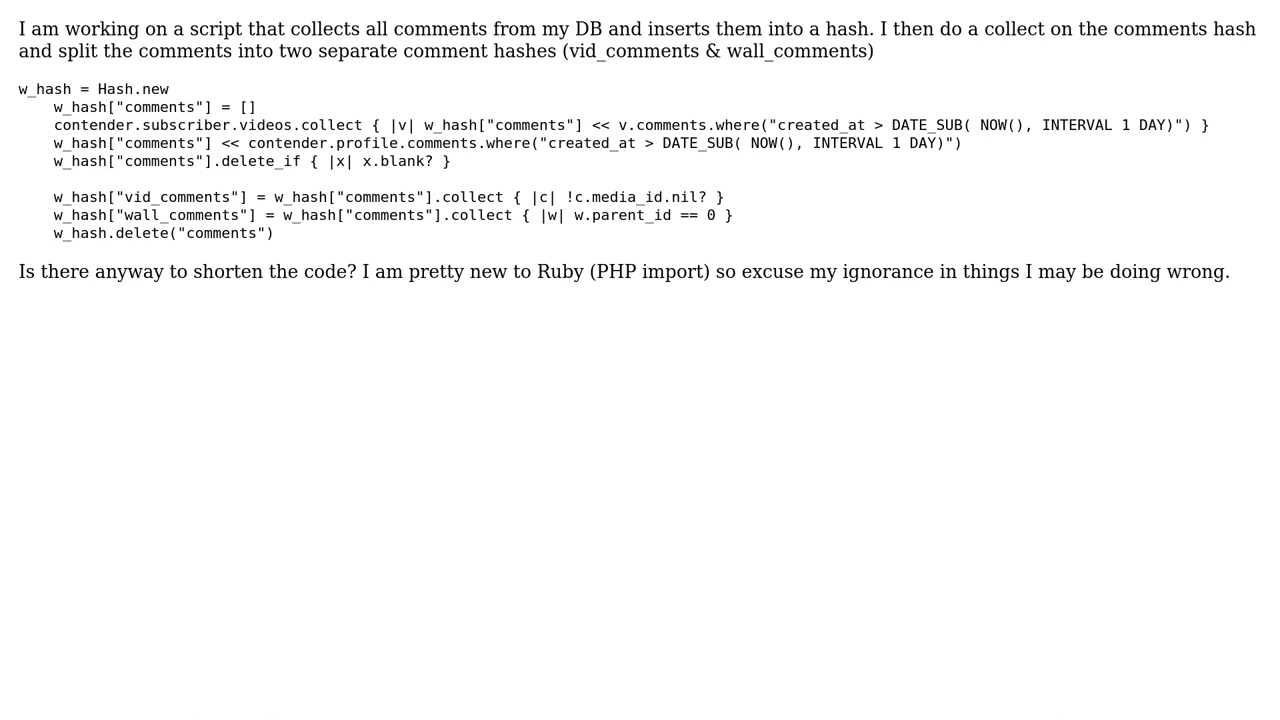 I am working on a script that collects all comments from my DB and inserts them into a hash. I then do a collect on the comments hash
and split the comments into two separate comment hashes (vid_comments & wall_comments)
w_hash = Hash.new
    w_hash["comments"] = []
    contender.subscriber.videos.collect { |v| w_hash["comments"] << v.comments.where("created_at > DATE_SUB( NOW(), INTERVAL 1 DAY)") }
    w_hash["comments"] << contender.profile.comments.where("created_at > DATE_SUB( NOW(), INTERVAL 1 DAY)")
    w_hash["comments"].delete_if { |x| x.blank? }

    w_hash["vid_comments"] = w_hash["comments"].collect { |c| !c.media_id.nil? }
    w_hash["wall_comments"] = w_hash["comments"].collect { |w| w.parent_id == 0 }
    w_hash.delete("comments")
Is there anyway to shorten the code? I am pretty new to Ruby (PHP import) so excuse my ignorance in things I may be doing wrong.